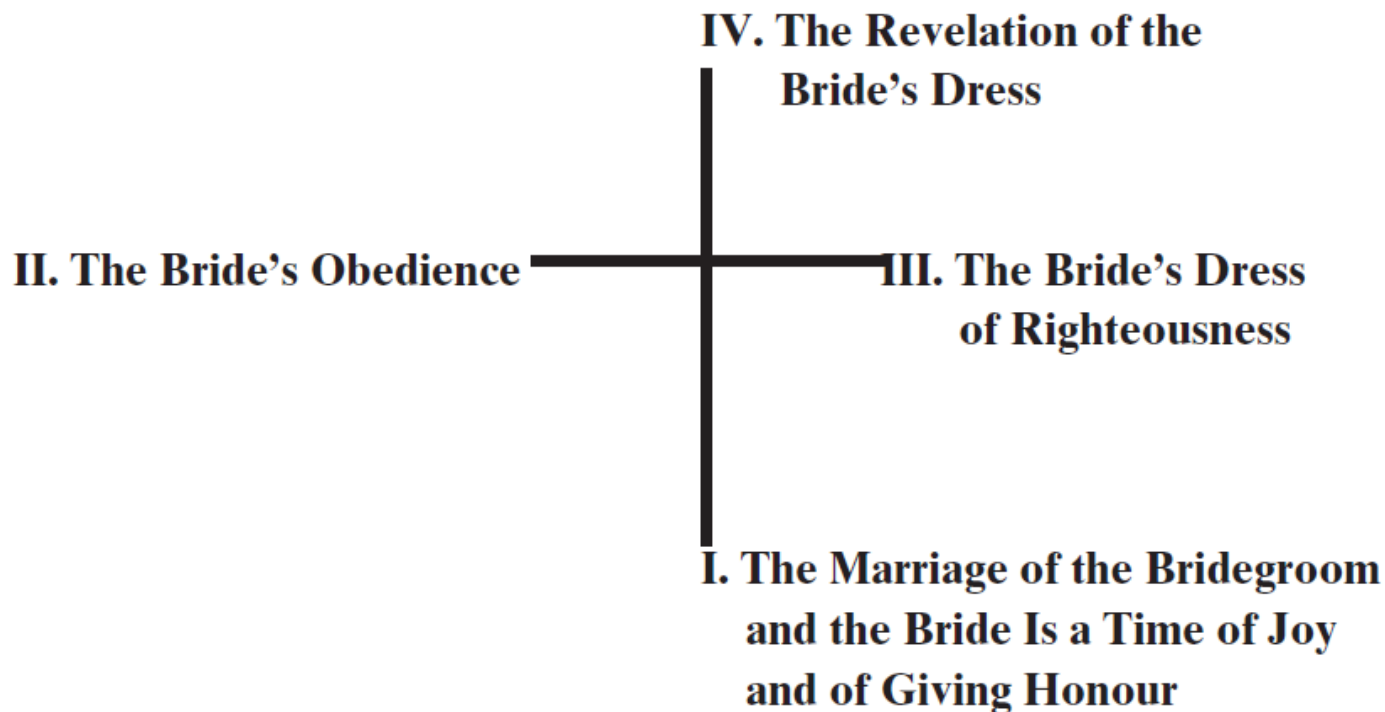 IV. The Revelation of the
Bride’s Dress
II. The Bride’s Obedience
III. The Bride’s Dress
of Righteousness
I. The Marriage of the Bridegroom
and the Bride Is a Time of Joy
and of Giving Honour